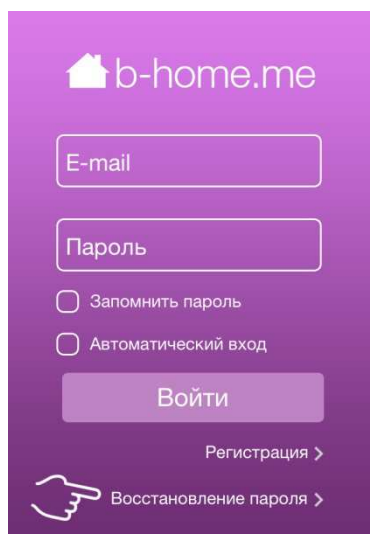 b-home.me
E-mail
Пароль
Запомнить пароль
Автоматический вход
Войти
Регистрация >
Восстановление пароля >